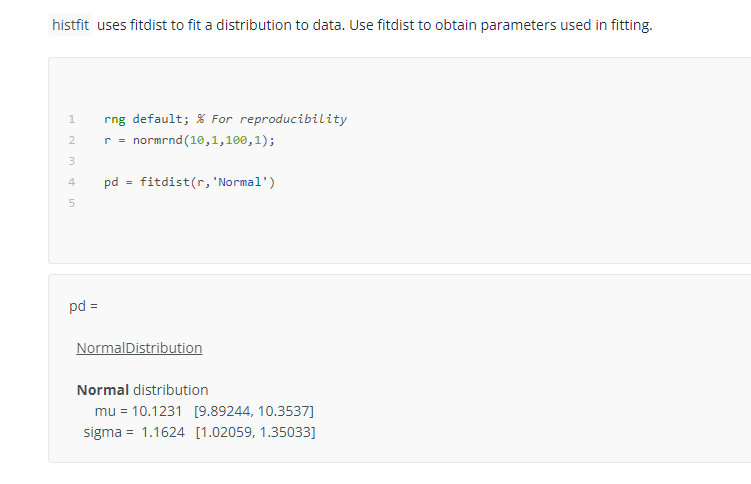 histfit uses fitdist to fit a distribution to data. Use fitdist to obtain parameters used in fitting.
1 rng default; % For reproducibility
2 r = normrnd(10,1,100,1);
3
4 pd = fitdist(r,'Normal')
5
pd =
NormalDistribution
Normal distribution
mu = 10.1231 [9.89244, 10.3537]
sigma = 1.1624 [1.02059, 1.35033]